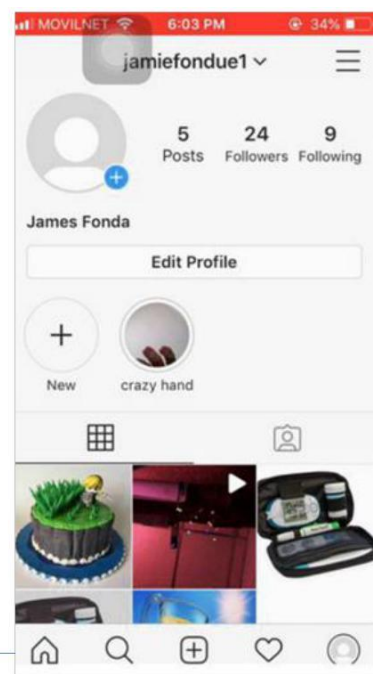 MOVILNET 6:03 PM 34%
jamiefondue1
5 24 9
Posts Followers Following
James Fonda
Edit Profile
New crazy hand